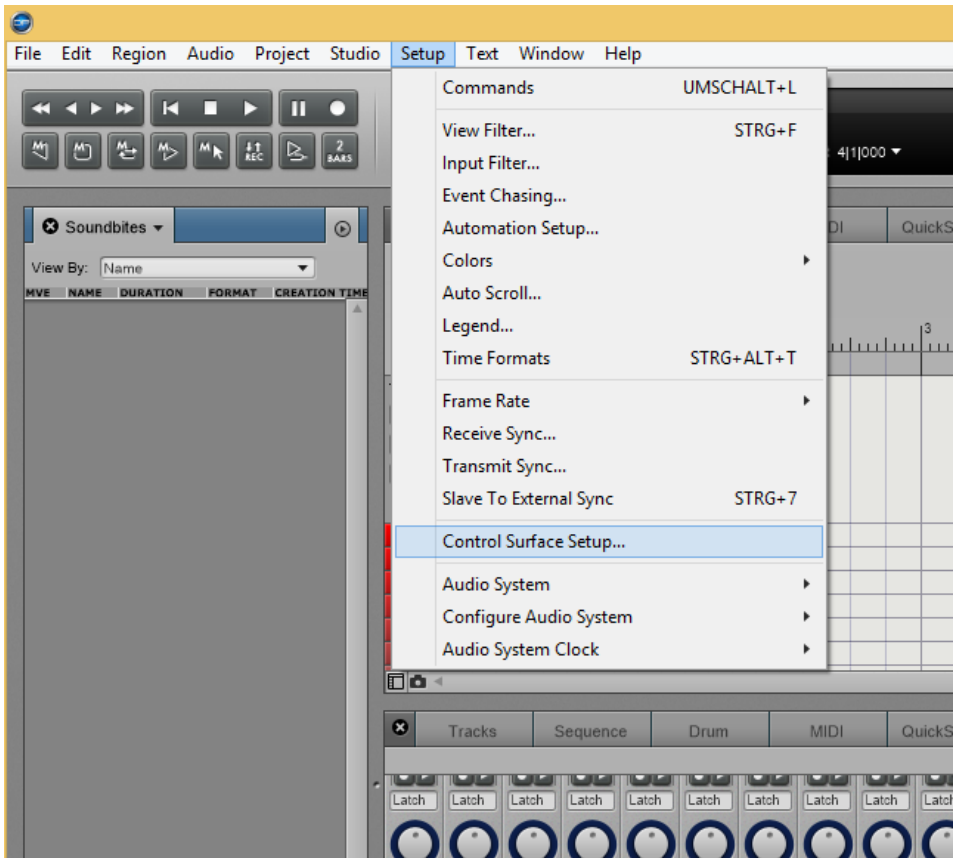 File Edit Region Audio Project Studio Setup Text Window Help
Commands UMSCHALT+L
View Filter... STRG+F
Input Filter...
Event Chasing...
Automation Setup...
Colors
Auto Scroll...
Legend...
Time Formats STRG+ALT+T
Frame Rate
Receive Sync...
Transmit Sync...
Slave To External Sync STRG+7
Control Surface Setup...
Audio System
Configure Audio System
Audio System Clock
M M M M M REC 2
BARS
4|1|000
Soundbites
DI QuickS
View By: Name
MVE NAME DURATION FORMAT CREATION TIME
3
Tracks Sequence Drum MIDI QuickS
Latch Latch Latch Latch Latch Latch Latch Latch Latch Latch